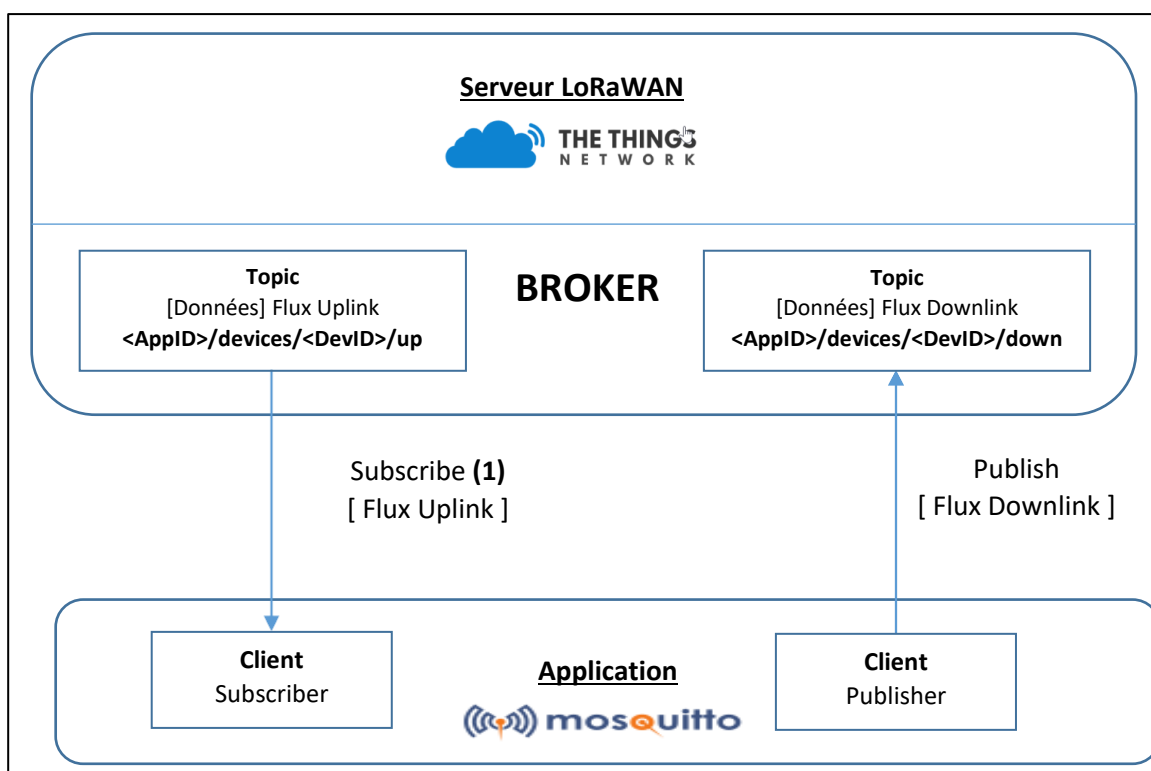 Serveur LoRaWAN
THE THINGS
NETWORK
Topic
[Données] Flux Uplink
<AppID>/devices/<DevID>/up
BROKER
Topic
[Données] Flux Downlink
<AppID>/devices/<DevID>/down
Subscribe (1)
[ Flux Uplink ]
Publish
[ Flux Downlink ]
Client
Subscriber
Application
mosquitto
Client
Publisher